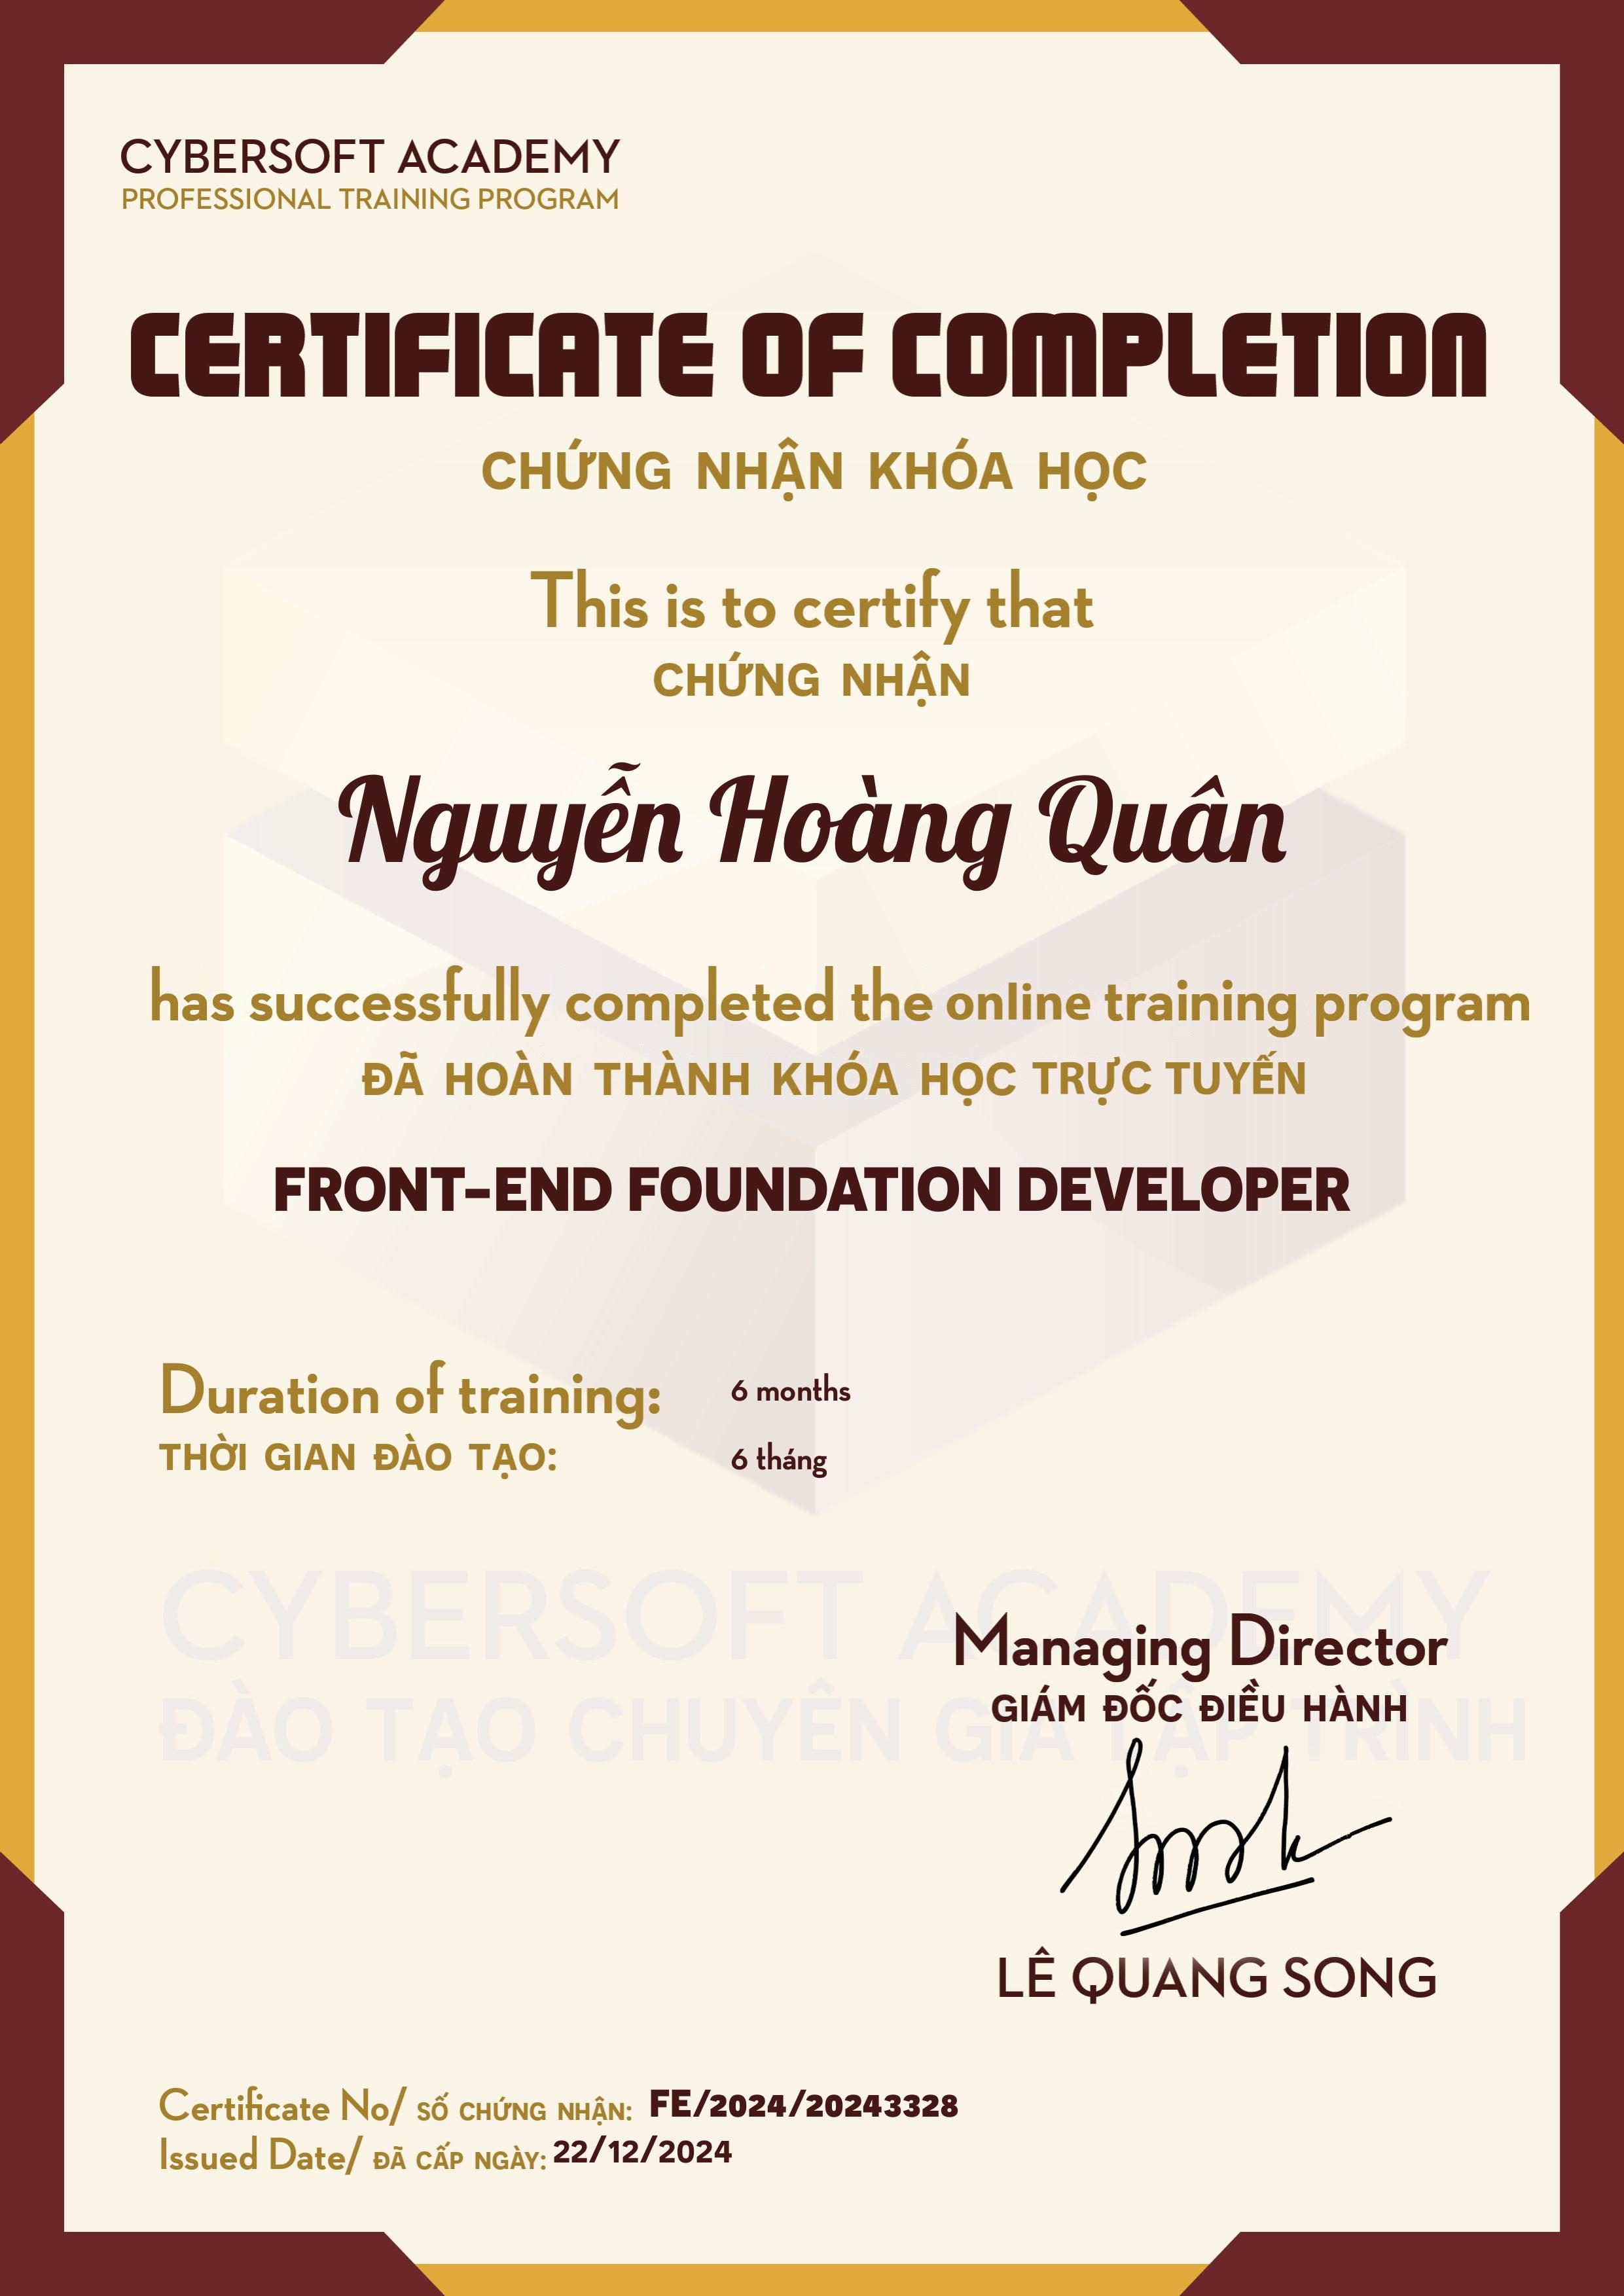 CYBERSOFT ACADEMY
PROFESSIONAL TRAINING PROGRAM
CERTIFICATE OF COMPLETION
CHỨNG NHẬN KHÓA HỌC
This is to certify that
CHỨNG NHẬN
Nguyễn Hoàng Quân
has successfully completed the online training program
ĐÃ HOÀN THÀNH KHÓA HỌC TRỰC TUYẾN
FRONT-END FOUNDATION DEVELOPER
Duration of training: 6 months
THỜI GIAN ĐÀO TẠO: 6 tháng
CYBERSOFT ACADEMY
ĐÀO TẠO CHUYÊN GIA LẬP TRÌNH
Managing Director
GIÁM ĐỐC ĐIỀU HÀNH
LÊ QUANG SONG
Certificate No/ SỐ CHỨNG NHẬN: FE/2024/20243328
Issued Date/ ĐÃ CẤP NGÀY: 22/12/2024